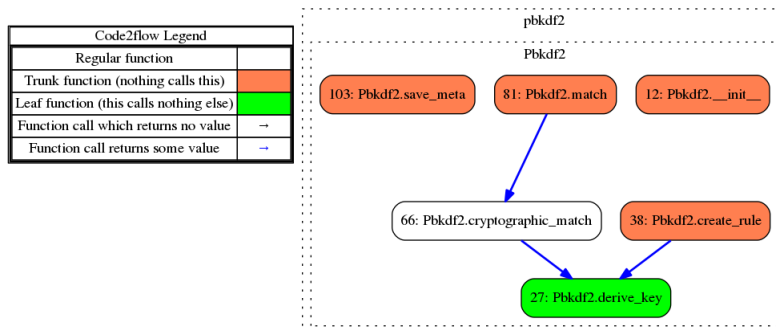 Code2flow Legend
Regular function
Trunk function (nothing calls this)
Leaf function (this calls nothing else)
Function call which returns no value →
Function call returns some value →
pbkdf2
Pbkdf2
103: Pbkdf2.save_meta
81: Pbkdf2.match
12: Pbkdf2.__init__
66: Pbkdf2.cryptographic_match
38: Pbkdf2.create_rule
27: Pbkdf2.derive_key